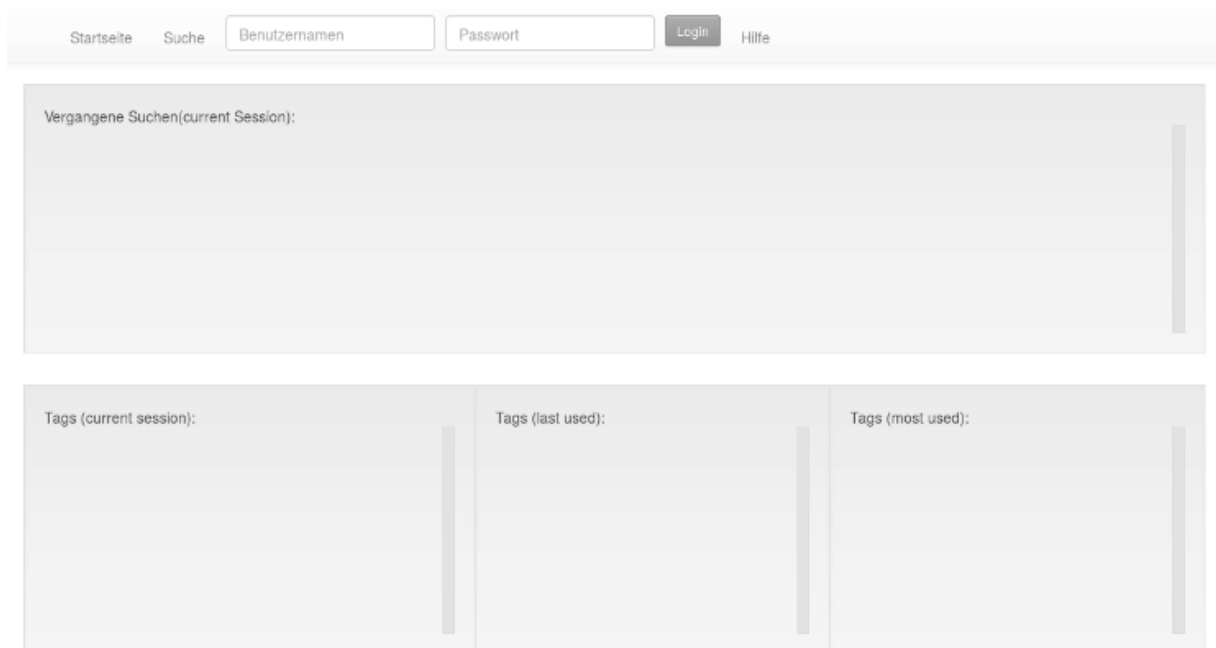 Startseite Suche Benutzernamen Passwort Login Hilfe
Vergangene Suchen(current Session):
Tags (current session): Tags (last used): Tags (most used):